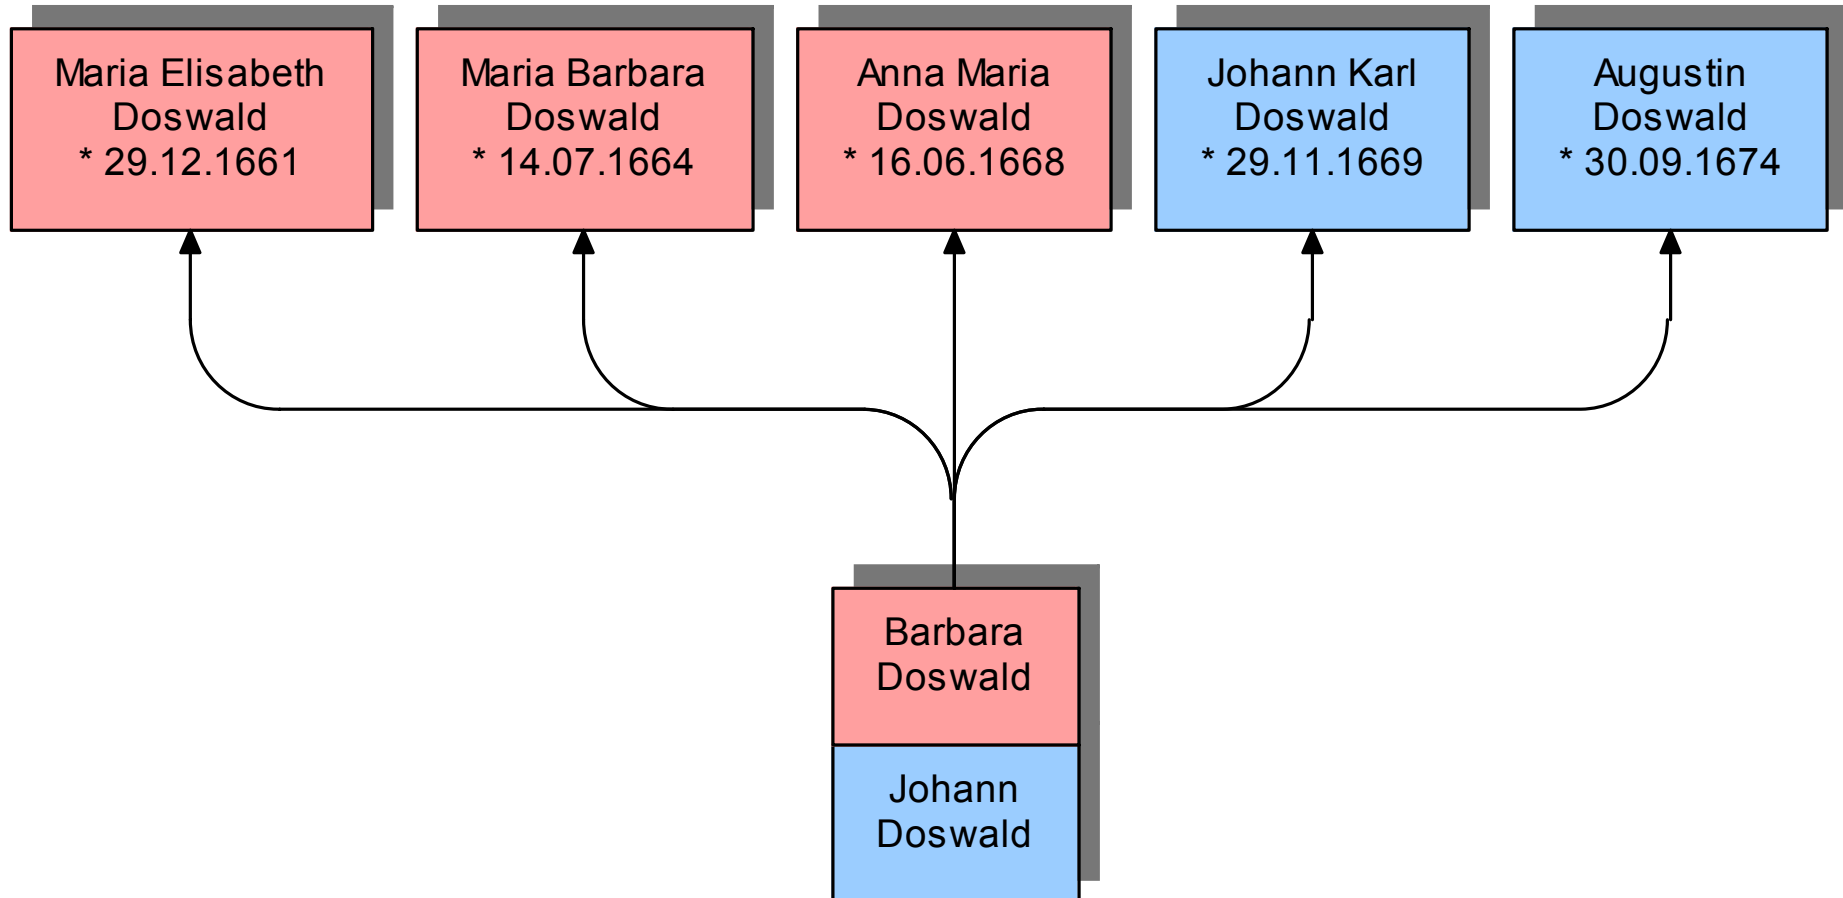 Maria Elisabeth
Doswald
* 29.12.1661
Maria Barbara
Doswald
* 14.07.1664
Anna Maria
Doswald
* 16.06.1668
Johann Karl
Doswald
* 29.11.1669
Augustin
Doswald
* 30.09.1674
Barbara
Doswald
Johann
Doswald